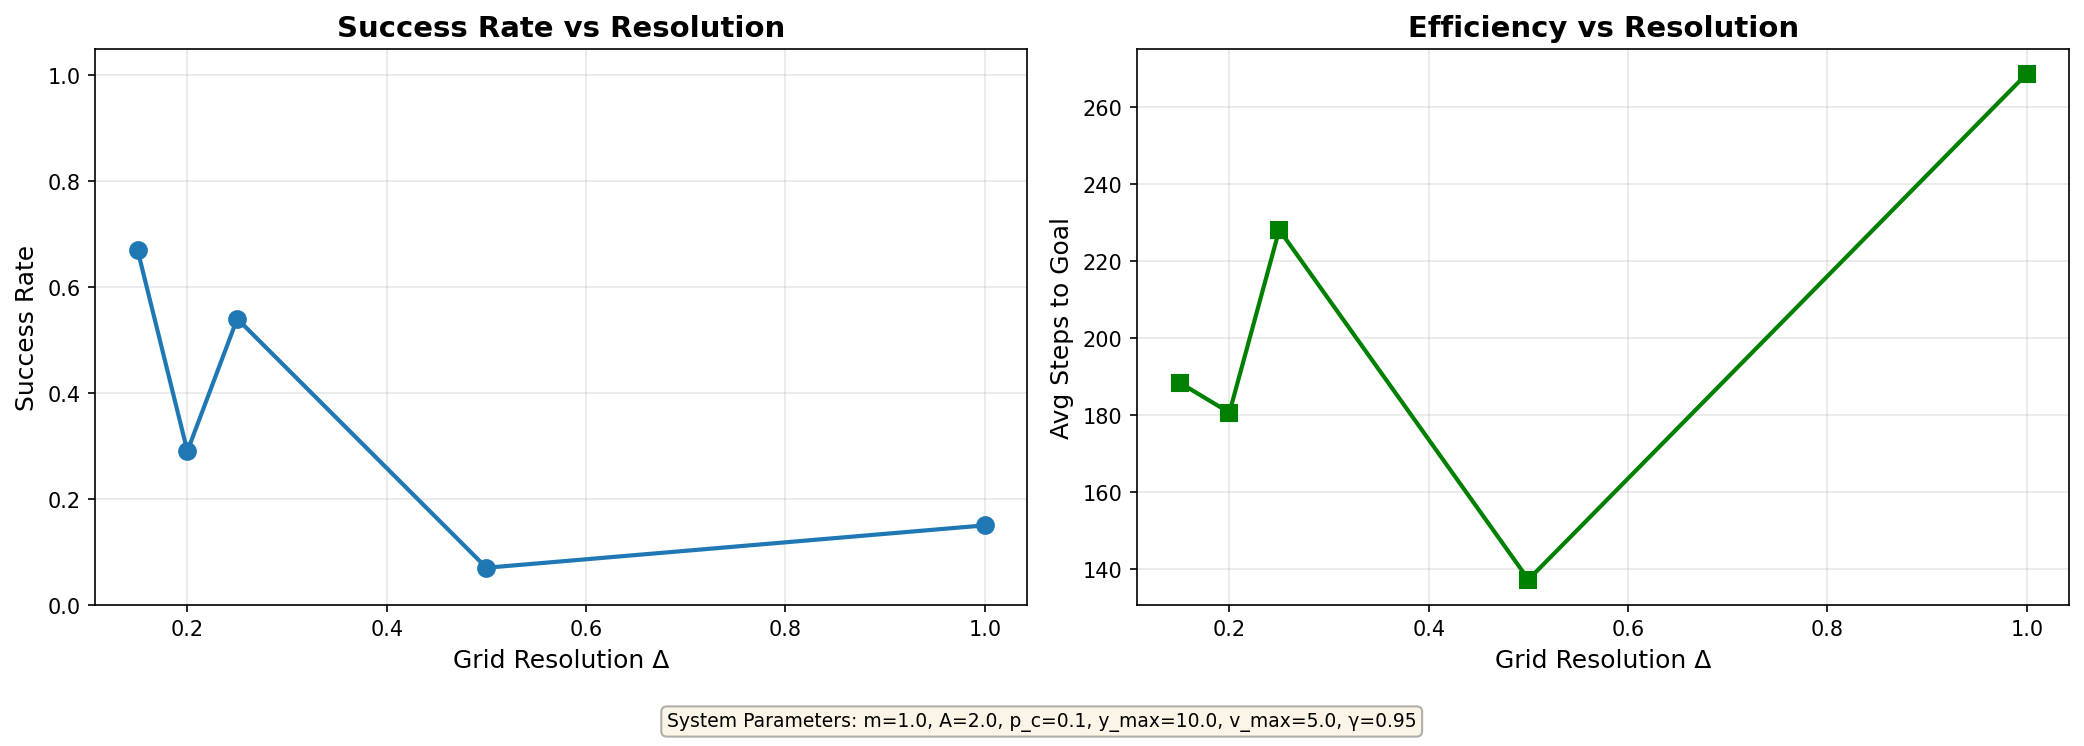 Success Rate vs Resolution
Success Rate
1.0
0.8
0.6
0.4
0.2
0.0
0.2 0.4 0.6 0.8 1.0
Grid Resolution Δ
Efficiency vs Resolution
Avg Steps to Goal
260
240
220
200
180
160
140
0.2 0.4 0.6 0.8 1.0
Grid Resolution Δ
System Parameters: m=1.0, A=2.0, p_c=0.1, y_max=10.0, v_max=5.0, γ=0.95